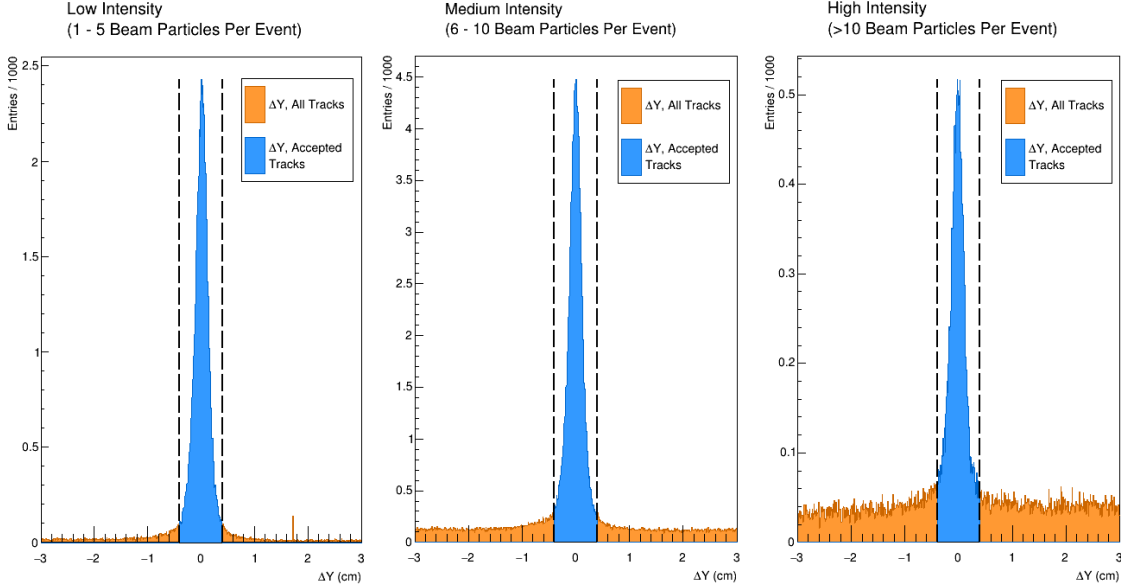 Low Intensity
(1 - 5 Beam Particles Per Event)
Entries / 1000
2.5
2
1.5
1
0.5
0
−3
−2
−1
0
1
2
3
ΔY (cm)
ΔY, All Tracks
ΔY, Accepted
Tracks
Medium Intensity
(6 - 10 Beam Particles Per Event)
Entries / 1000
4.5
4
3.5
3
2.5
2
1.5
1
0.5
0
−3
−2
−1
0
1
2
3
ΔY (cm)
ΔY, All Tracks
ΔY, Accepted
Tracks
High Intensity
(>10 Beam Particles Per Event)
Entries / 1000
0.5
0.4
0.3
0.2
0.1
0
−3
−2
−1
0
1
2
3
ΔY (cm)
ΔY, All Tracks
ΔY, Accepted
Tracks